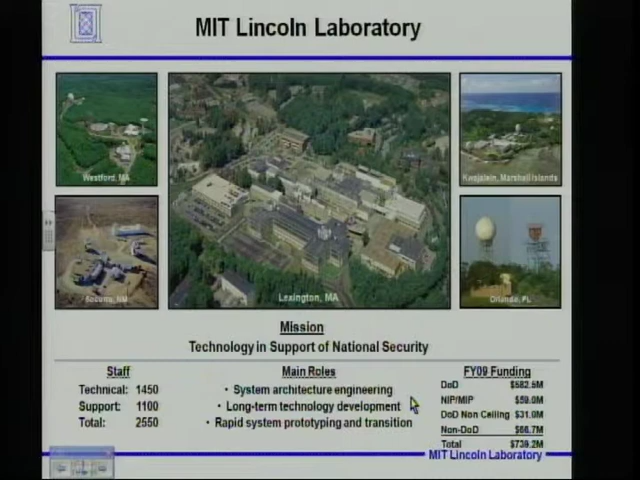 MIT Lincoln Laboratory
Westford, MA
Kwajalein, Marshall Islands
Socorro, NM
Lexington, MA
Orlando, FL
Mission
Technology in Support of National Security
Staff
Technical: 1450
Support: 1100
Total: 2550
Main Roles
• System architecture engineering
• Long-term technology development
• Rapid system prototyping and transition
FY09 Funding
DoD $582.5M
NIP/MIP $59.0M
DoD Non Ceiling $31.0M
Non-DoD $66.7M
Total $739.2M
MIT Lincoln Laboratory